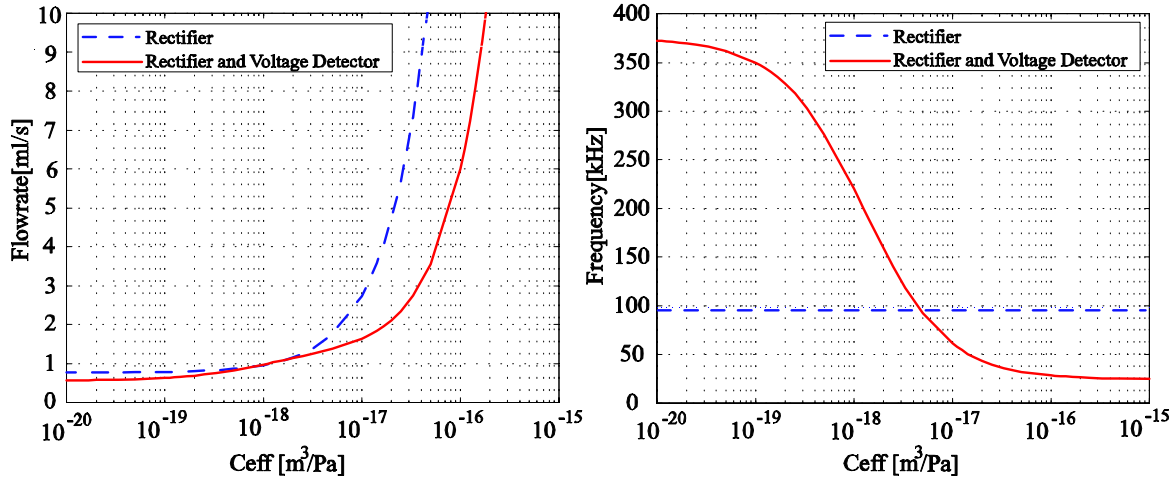 Rectifier
Rectifier and Voltage Detector
10
9
8
7
6
5
4
3
2
1
0
Flowrate[ml/s]
10⁻²⁰ 10⁻¹⁹ 10⁻¹⁸ 10⁻¹⁷ 10⁻¹⁶ 10⁻¹⁵
Ceff [m³/Pa]
Rectifier
Rectifier and Voltage Detector
400
350
300
250
350
150
100
50
0
Frequency[kHz]
10⁻²⁰ 10⁻¹⁹ 10⁻¹⁸ 10⁻¹⁷ 10⁻¹⁶ 10⁻¹⁵
Ceff [m³/Pa]